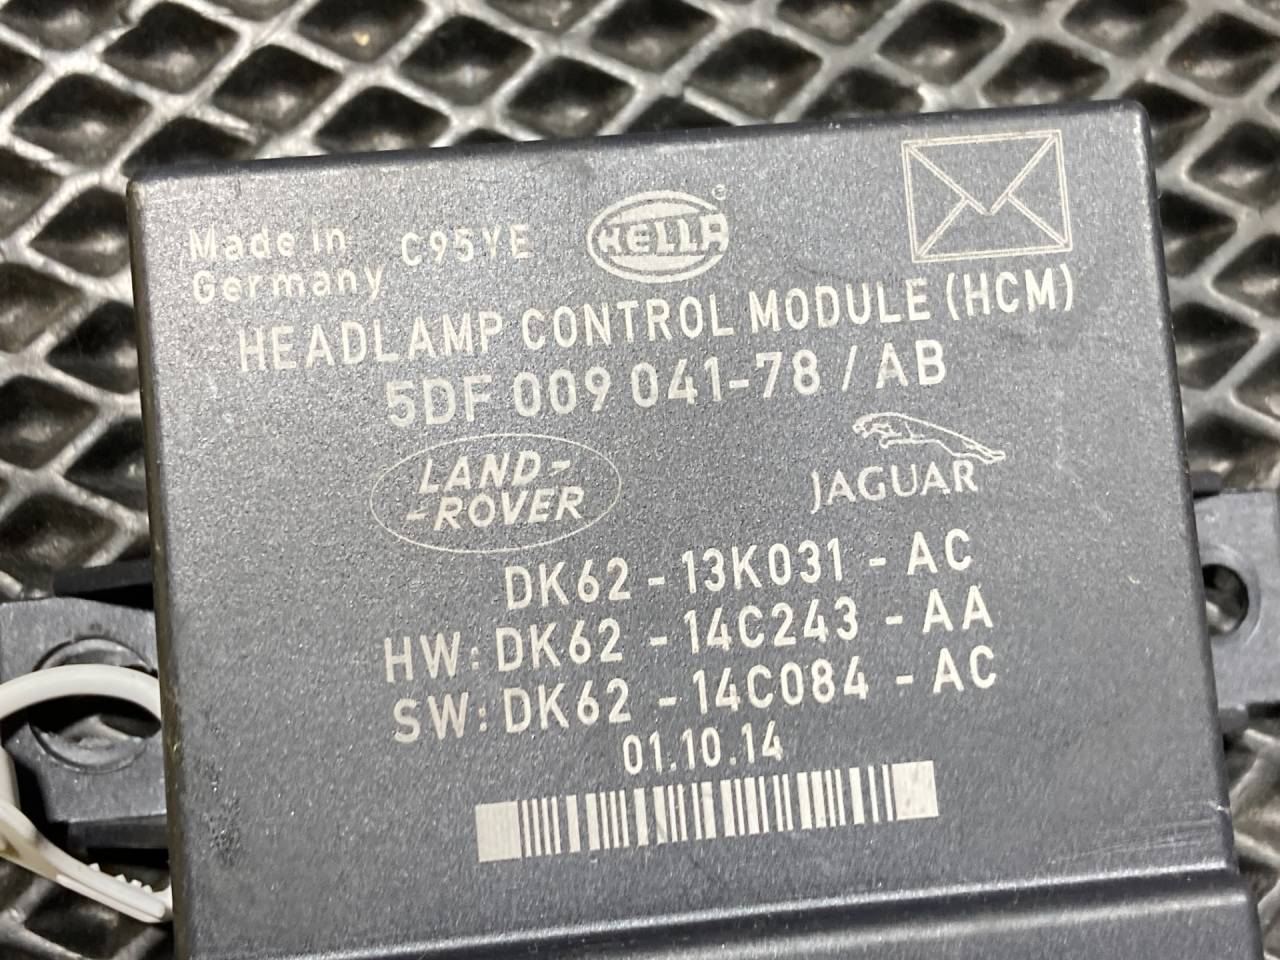 Made in
Germany
C95YE
HELLA
®
HEADLAMP CONTROL MODULE (HCM)
5DF 009 041-78 / AB
LAND-
-ROVER
JAGUAR
DK62 - 13K031 - AC
HW: DK62 - 14C243 - AA
SW: DK62 - 14C084 - AC
01.10.14